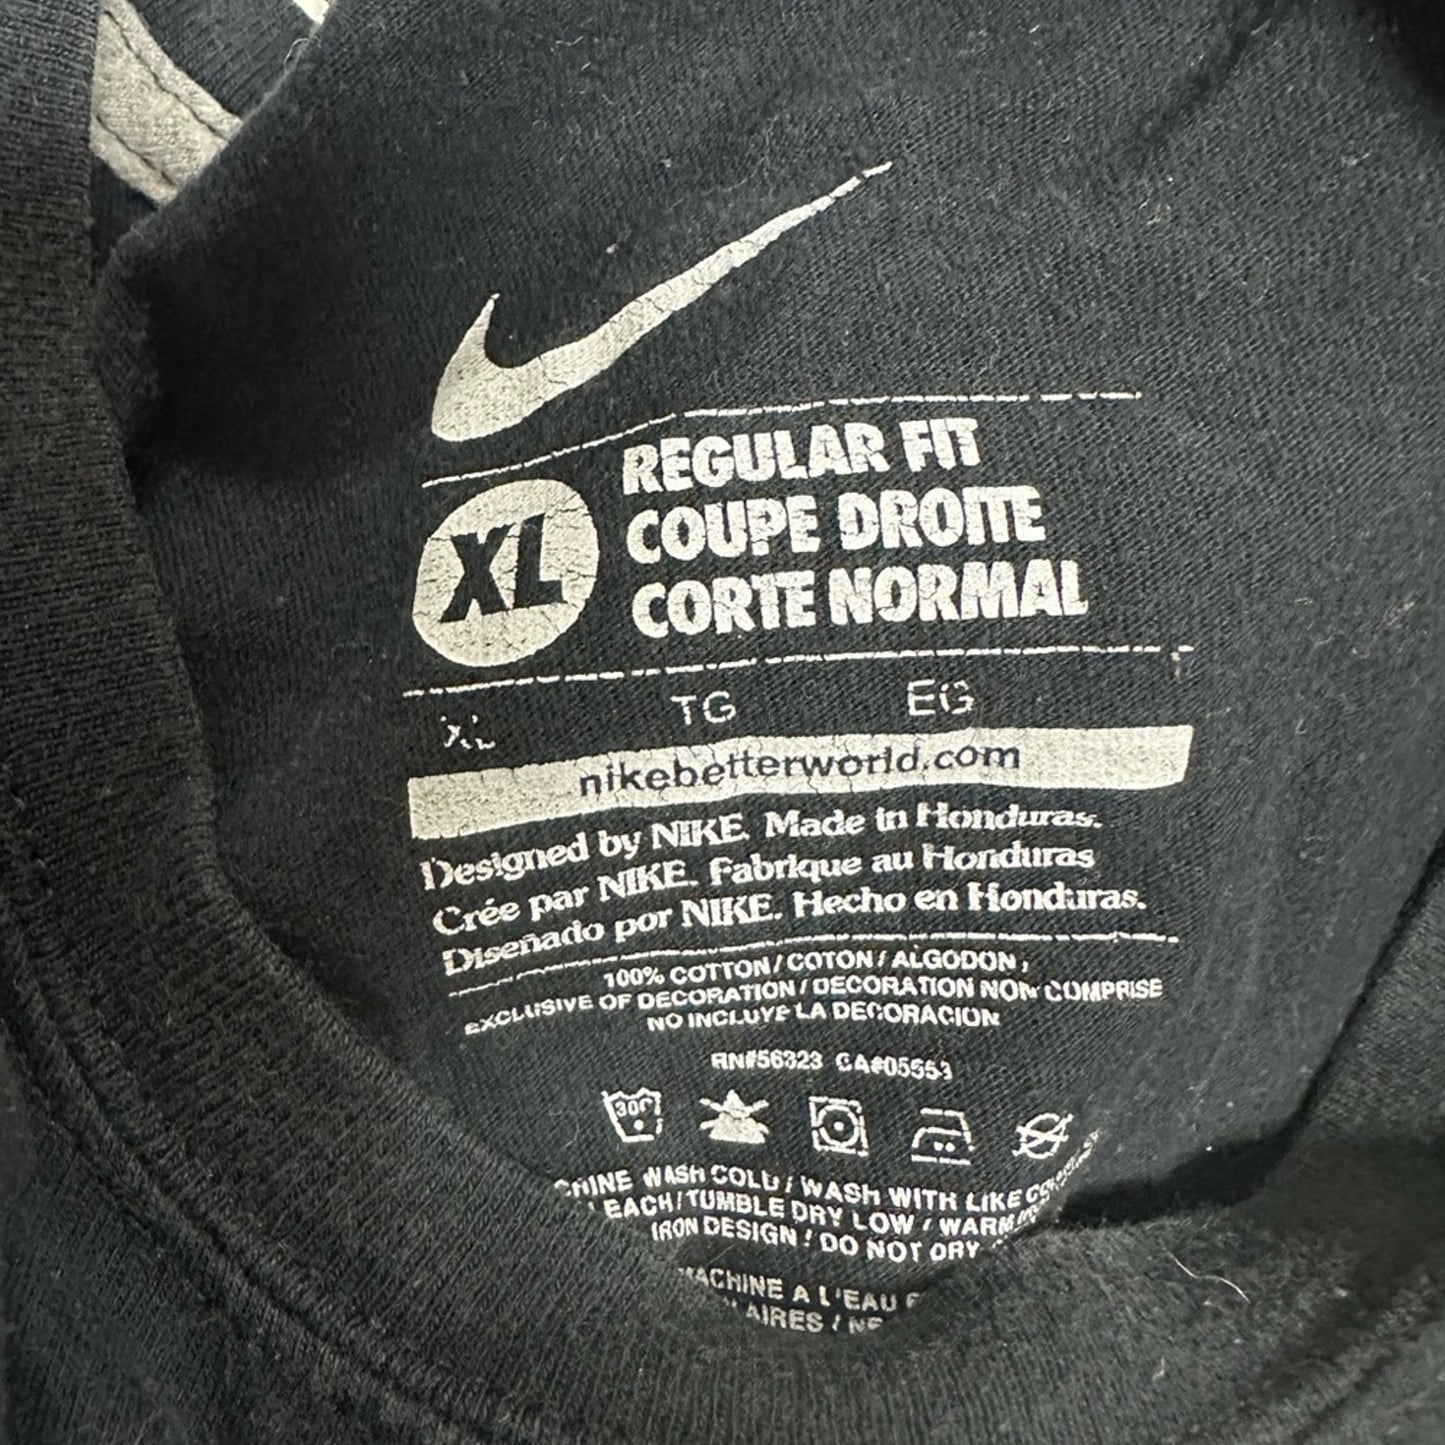 REGULAR FIT
COUPE DROITE
CORTE NORMAL
XL
XL TG EG
nikebetterworld.com
Designed by NIKE. Made in Honduras.
Crée par NIKE. Fabrique au Honduras
Diseñado por NIKE. Hecho en Honduras.
100% COTTON / COTON / ALGODON,
EXCLUSIVE OF DECORATION / DECORATION NON COMPRISE
NO INCLUYE LA DECORACION
RN#56323 CA#05553
30
WASH COLD / WASH WITH LIKE
TUMBLE DRY LOW / WARM
IRON DESIGN / DO NOT DRY
MACHINE A L'EAU